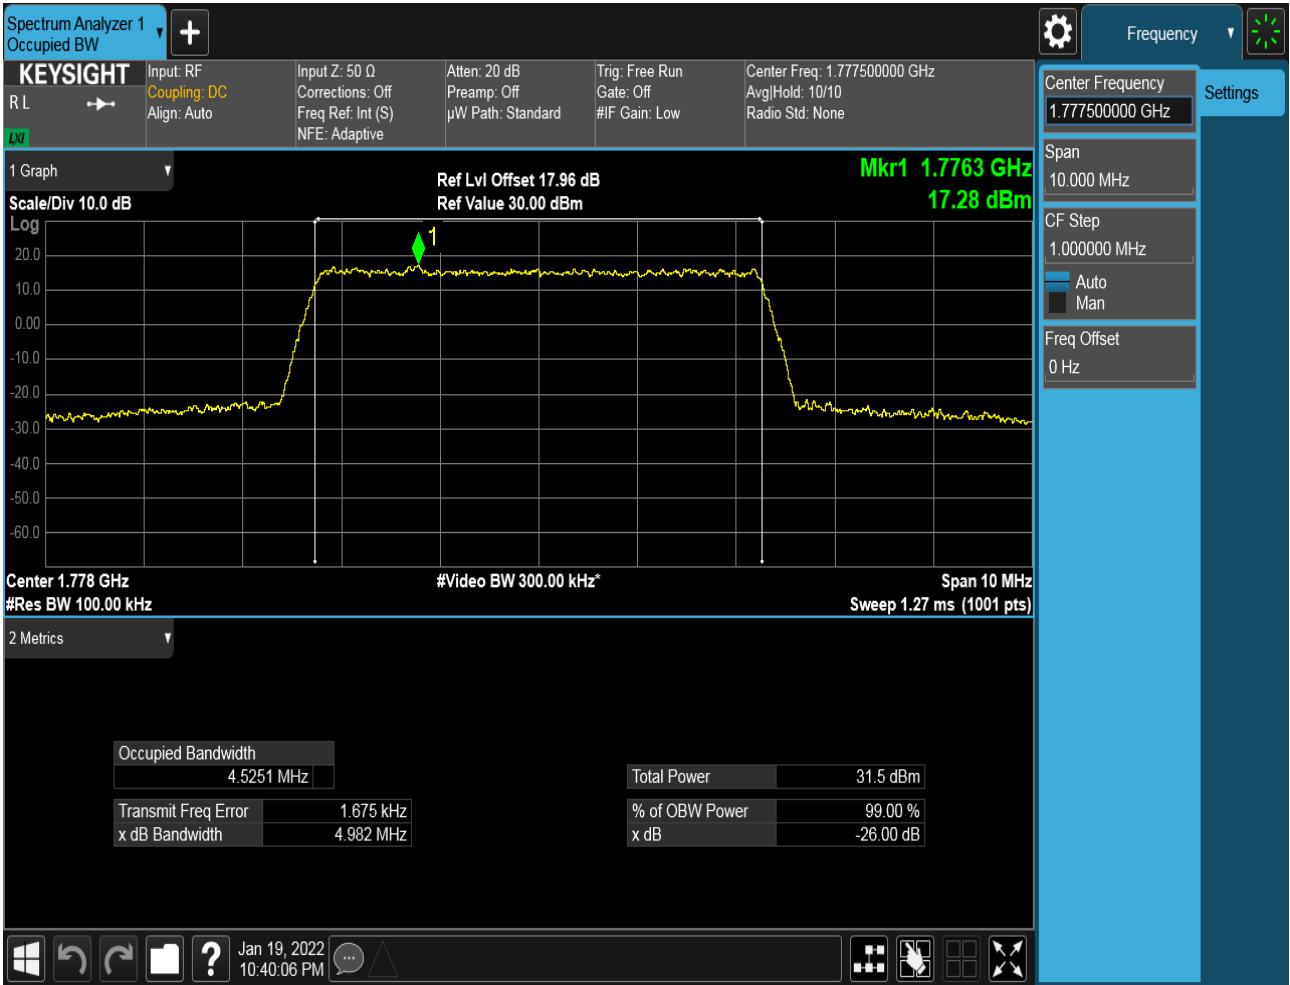 Spectrum Analyzer 1
Occupied BW
+
Frequency
KEYSIGHT
R L
LXI
Input: RF
Coupling: DC
Align: Auto
Input Z: 50 Ω
Corrections: Off
Freq Ref: Int (S)
NFE: Adaptive
Atten: 20 dB
Preamp: Off
µW Path: Standard
Trig: Free Run
Gate: Off
#IF Gain: Low
Center Freq: 1.777500000 GHz
Avg|Hold: 10/10
Radio Std: None
1 Graph
Scale/Div 10.0 dB
Ref Lvl Offset 17.96 dB
Ref Value 30.00 dBm
Mkr1 1.7763 GHz
17.28 dBm
Log
1
20.0
10.0
0.00
-10.0
-20.0
-30.0
-40.0
-50.0
-60.0
Center 1.778 GHz
#Video BW 300.00 kHz*
Span 10 MHz
#Res BW 100.00 kHz
Sweep 1.27 ms (1001 pts)
2 Metrics
Occupied Bandwidth
4.5251 MHz
Total Power 31.5 dBm
Transmit Freq Error 1.675 kHz
% of OBW Power 99.00 %
x dB Bandwidth 4.982 MHz
x dB -26.00 dB
?
Jan 19, 2022
10:40:06 PM
Center Frequency
1.777500000 GHz
Settings
Span
10.000 MHz
CF Step
1.000000 MHz
Auto
Man
Freq Offset
0 Hz